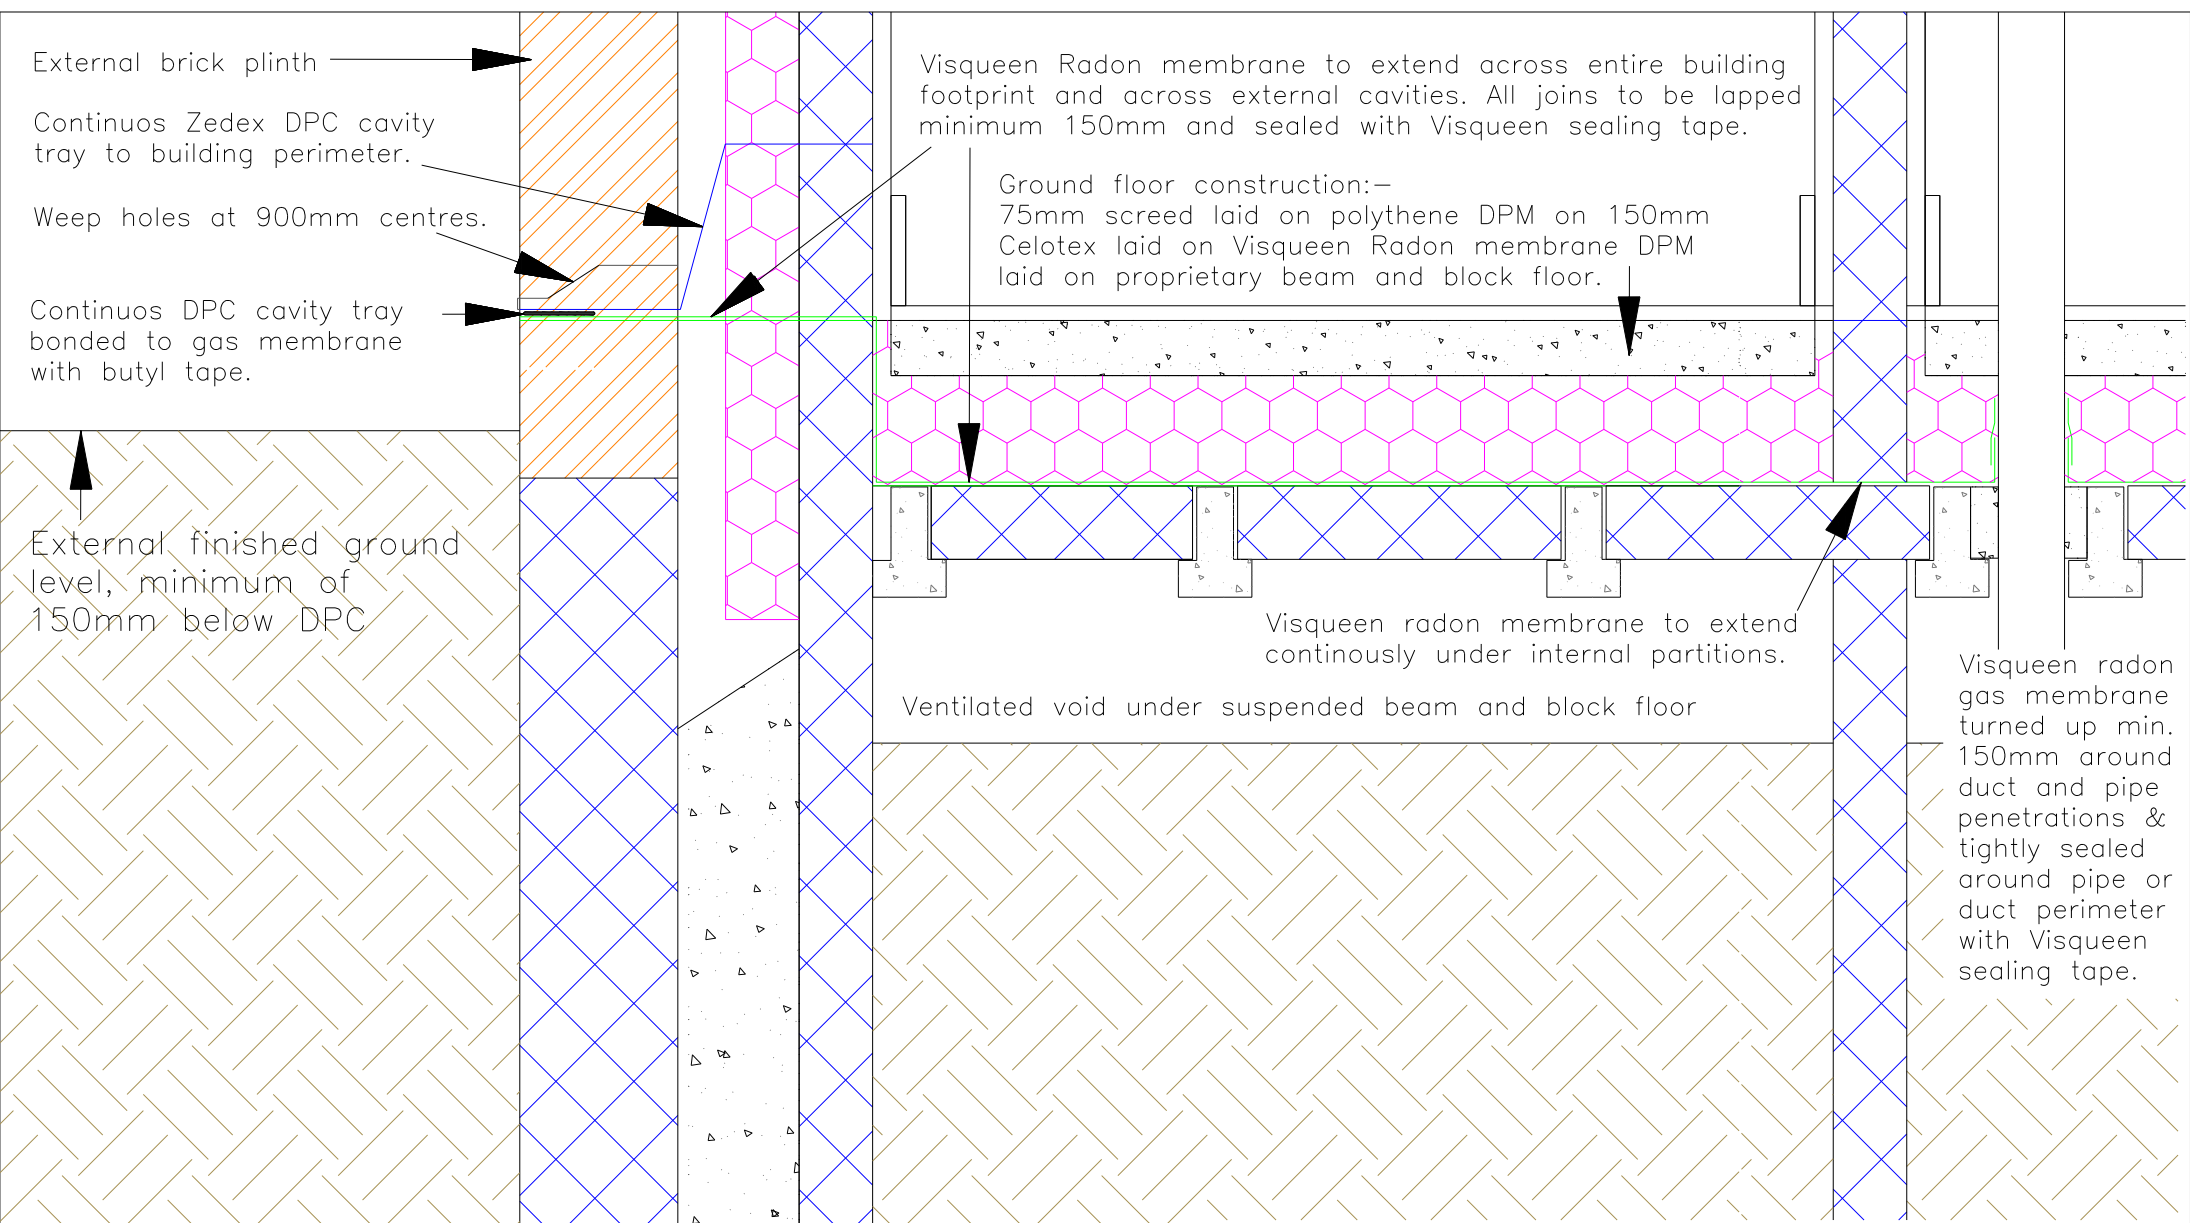 External brick plinth
Continuos Zedex DPC cavity
tray to building perimeter.
Weep holes at 900mm centres.
Continuos DPC cavity tray
bonded to gas membrane
with butyl tape.
External finished ground
level, minimum of
150mm below DPC
Visqueen Radon membrane to extend across entire building
footprint and across external cavities. All joins to be lapped
minimum 150mm and sealed with Visqueen sealing tape.
Ground floor construction:-
75mm screed laid on polythene DPM on 150mm
Celotex laid on Visqueen Radon membrane DPM
laid on proprietary beam and block floor.
Visqueen radon membrane to extend
continously under internal partitions.
Ventilated void under suspended beam and block floor
Visqueen radon
gas membrane
turned up min.
150mm around
duct and pipe
penetrations &
tightly sealed
around pipe or
duct perimeter
with Visqueen
sealing tape.